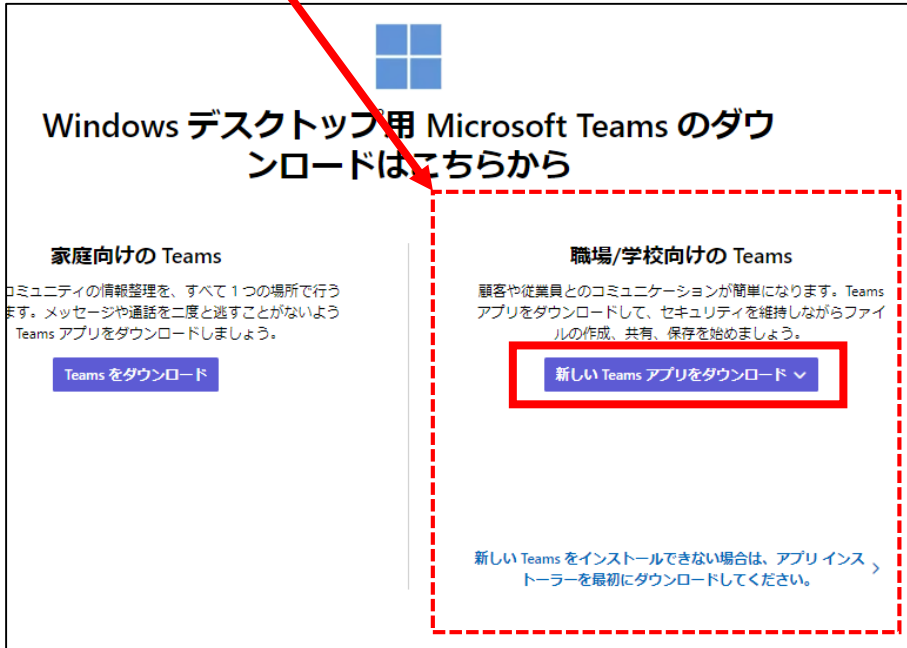 Windows デスクトップ用 Microsoft Teams のダウ
ンロードはこちらから
家庭向けの Teams
コミュニティの情報整理を、すべて 1 つの場所で行う
ます。メッセージや通話を二度と逃すことがないよう
Teams アプリをダウンロードしましょう。
Teams をダウンロード
職場/学校向けの Teams
顧客や従業員とのコミュニケーションが簡単になります。Teams
アプリをダウンロードして、セキュリティを維持しながらファイ
ルの作成、共有、保存を始めましょう。
新しい Teams アプリをダウンロード
新しい Teams をインストールできない場合は、アプリ インス
トーラーを最初にダウンロードしてください。